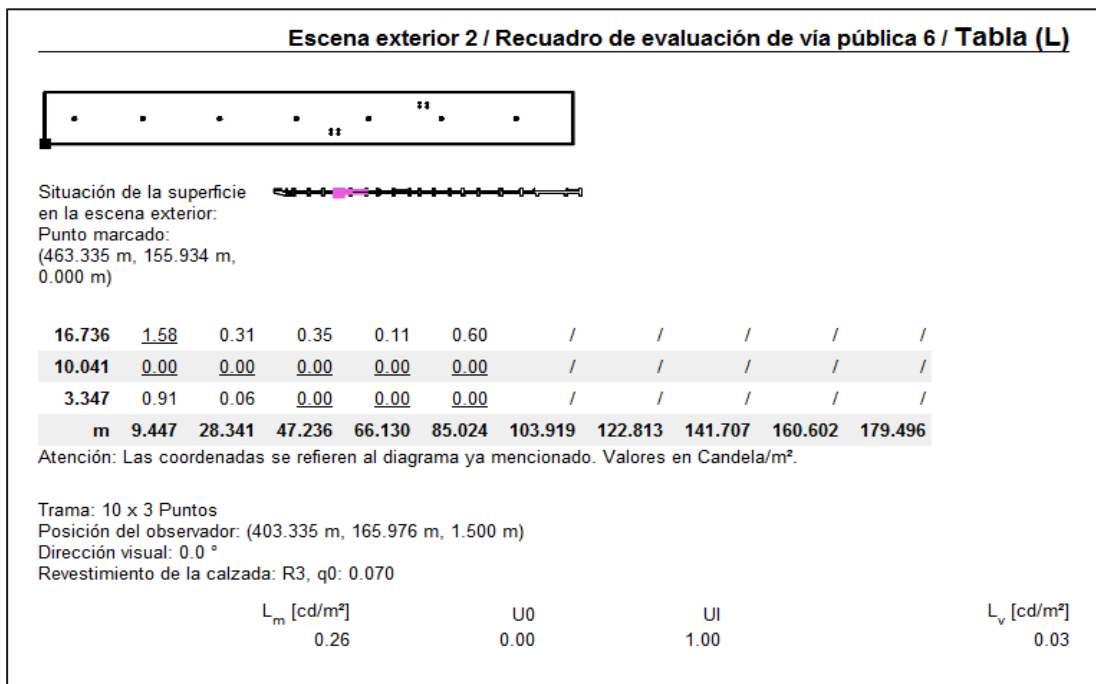 Escena exterior 2 / Recuadro de evaluación de vía pública 6 / Tabla (L)
Situación de la superficie
en la escena exterior:
Punto marcado:
(463.335 m, 155.934 m,
0.000 m)
16.736 1.58 0.31 0.35 0.11 0.60 / / / / /
10.041 0.00 0.00 0.00 0.00 0.00 / / / / /
3.347 0.91 0.06 0.00 0.00 0.00 / / / / /
m 9.447 28.341 47.236 66.130 85.024 103.919 122.813 141.707 160.602 179.496
Atención: Las coordenadas se refieren al diagrama ya mencionado. Valores en Candela/m².
Trama: 10 x 3 Puntos
Posición del observador: (403.335 m, 165.976 m, 1.500 m)
Dirección visual: 0.0 °
Revestimiento de la calzada: R3, q0: 0.070
Lm [cd/m²] U0 UI Lv [cd/m²]
0.26 0.00 1.00 0.03